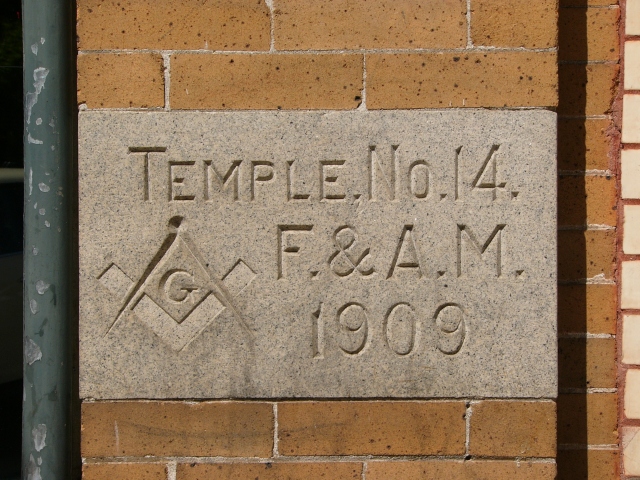 TEMPLE. No. 14.
F. & A. M.
G
1909